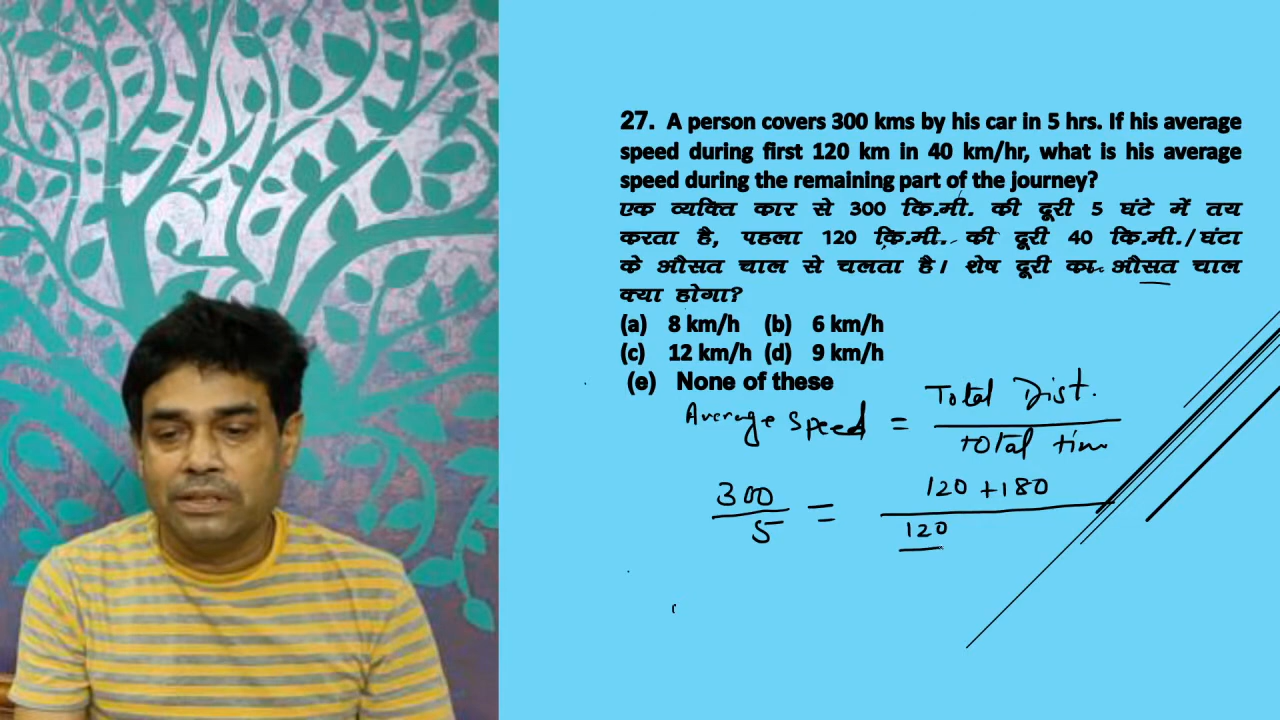 27. A person covers 300 kms by his car in 5 hrs. If his average
speed during first 120 km in 40 km/hr, what is his average
speed during the remaining part of the journey?
एक व्यक्ति कार से 300 कि.मी. की दूरी 5 घंटे में तय
करता है, पहला 120 कि.मी. की दूरी 40 कि.मी./घंटा
के औसत चाल से चलता है। शेष दूरी का औसत चाल
क्या होगा?
(a) 8 km/h (b) 6 km/h
(c) 12 km/h (d) 9 km/h
(e) None of these
Average speed = Total Dist.
total time
300 = 120 + 180
5 120